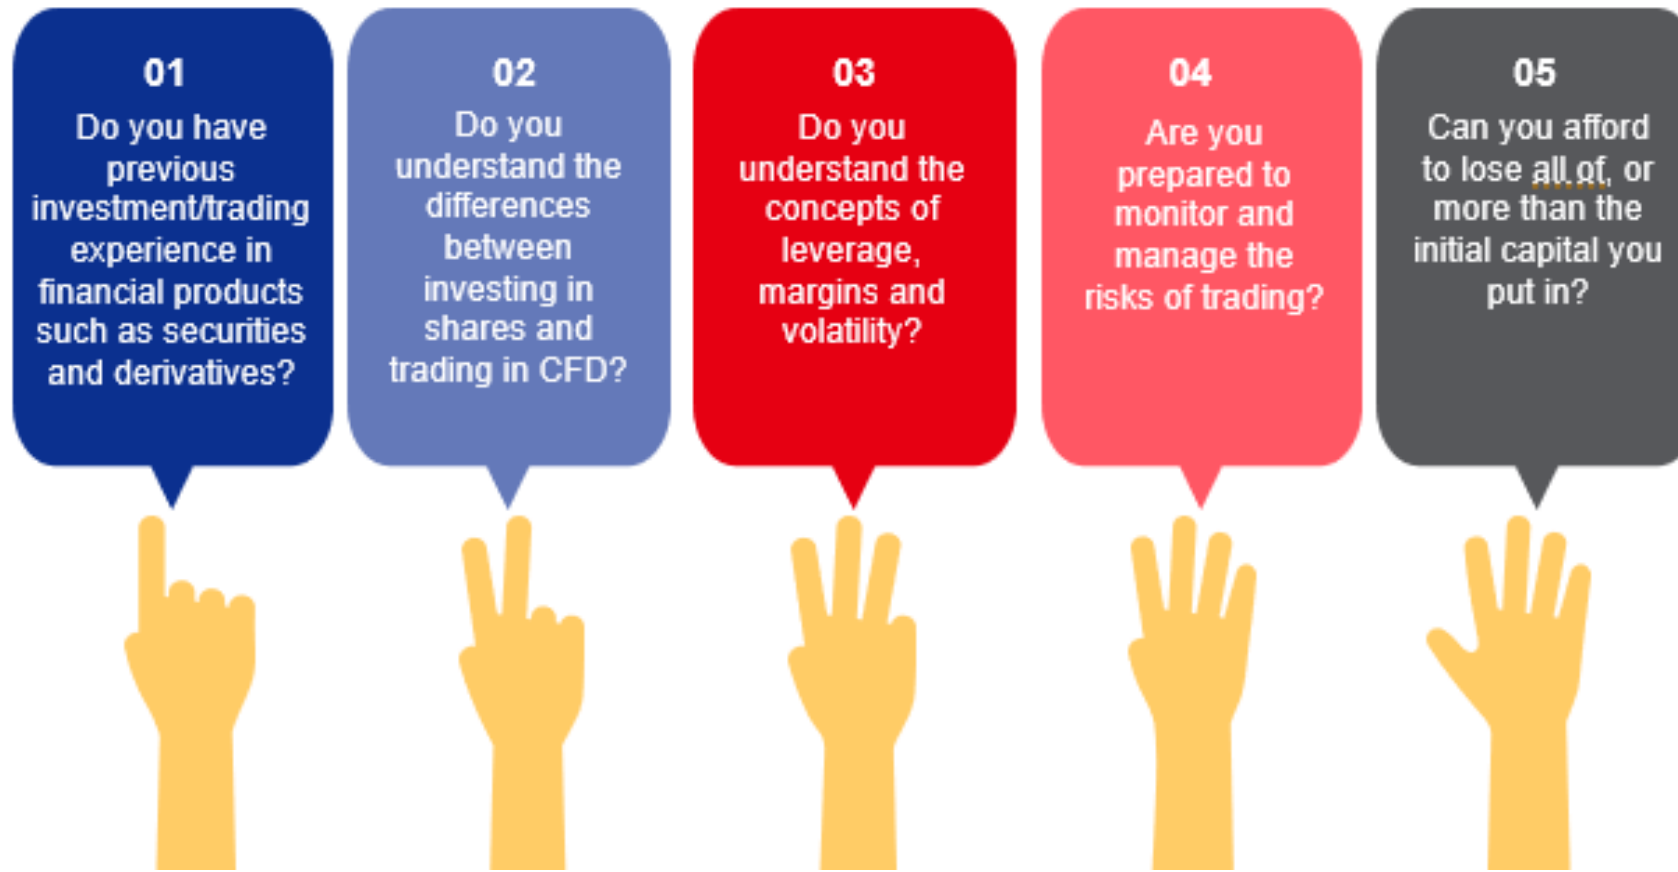 01
Do you have
previous
investment/trading
experience in
financial products
such as securities
and derivatives?
02
Do you
understand the
differences
between
investing in
shares and
trading in CFD?
03
Do you
understand the
concepts of
leverage,
margins and
volatility?
04
Are you
prepared to
monitor and
manage the
risks of trading?
05
Can you afford
to lose all of, or
more than the
initial capital you
put in?